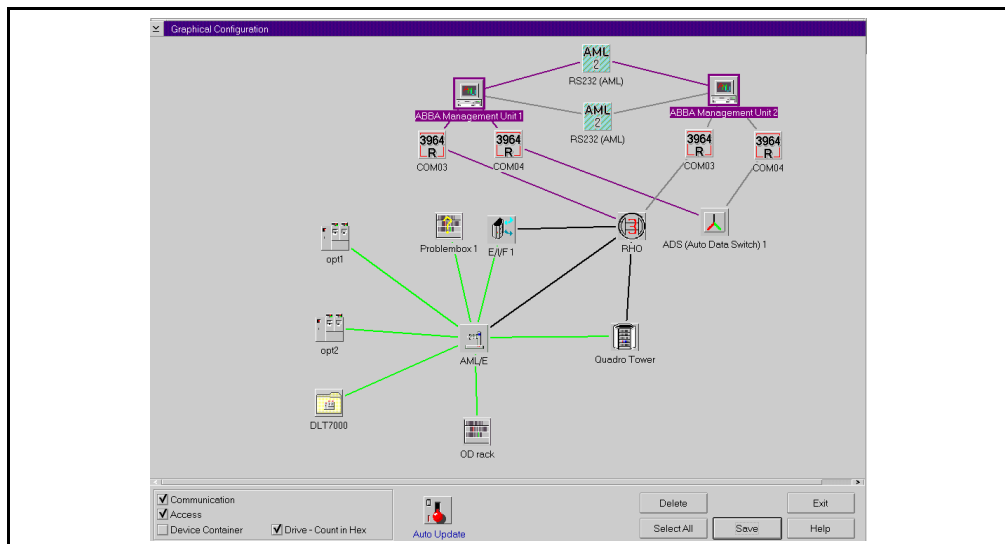 Graphical Configuration
AML
2
RS232 (AML)
ABBA Management Unit 1
ABBA Management Unit 2
AML
2
RS232 (AML)
3964
R
COM03
3964
R
COM04
3964
R
COM03
3964
R
COM04
opt1
Problembox 1
E/I/F 1
RHO
ADS (Auto Data Switch) 1
opt2
AML/E
Quadro Tower
DLT7000
OD rack
Communication
Access
Device Container
Drive - Count in Hex
Auto Update
Delete
Exit
Select All
Save
Help